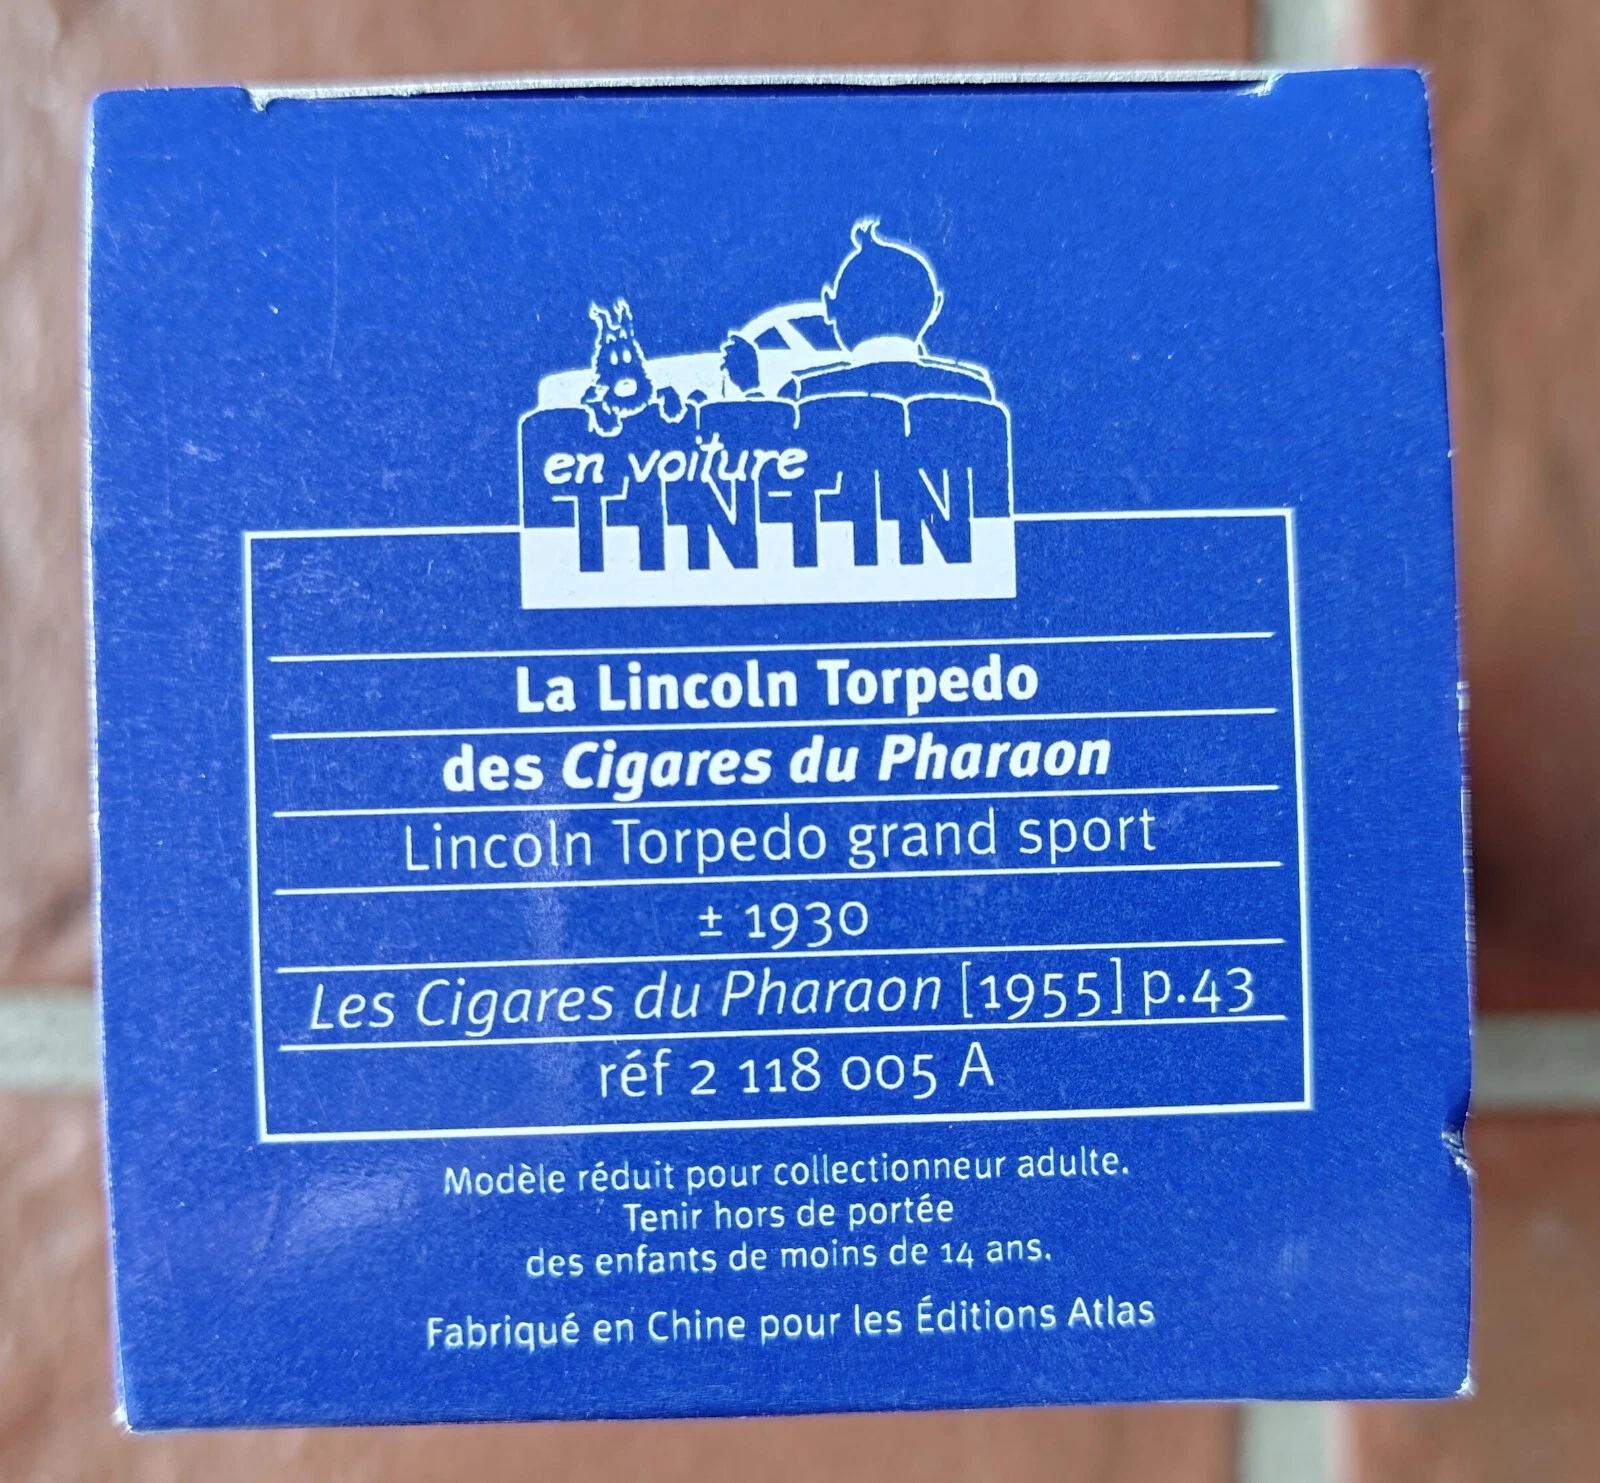 en voiture
TINTIN
La Lincoln Torpedo
des Cigares du Pharaon
Lincoln Torpedo grand sport
± 1930
Les Cigares du Pharaon [1955] p.43
réf 2 118 005 A
Modèle réduit pour collectionneur adulte.
Tenir hors de portée
des enfants de moins de 14 ans.
Fabriqué en Chine pour les Éditions Atlas